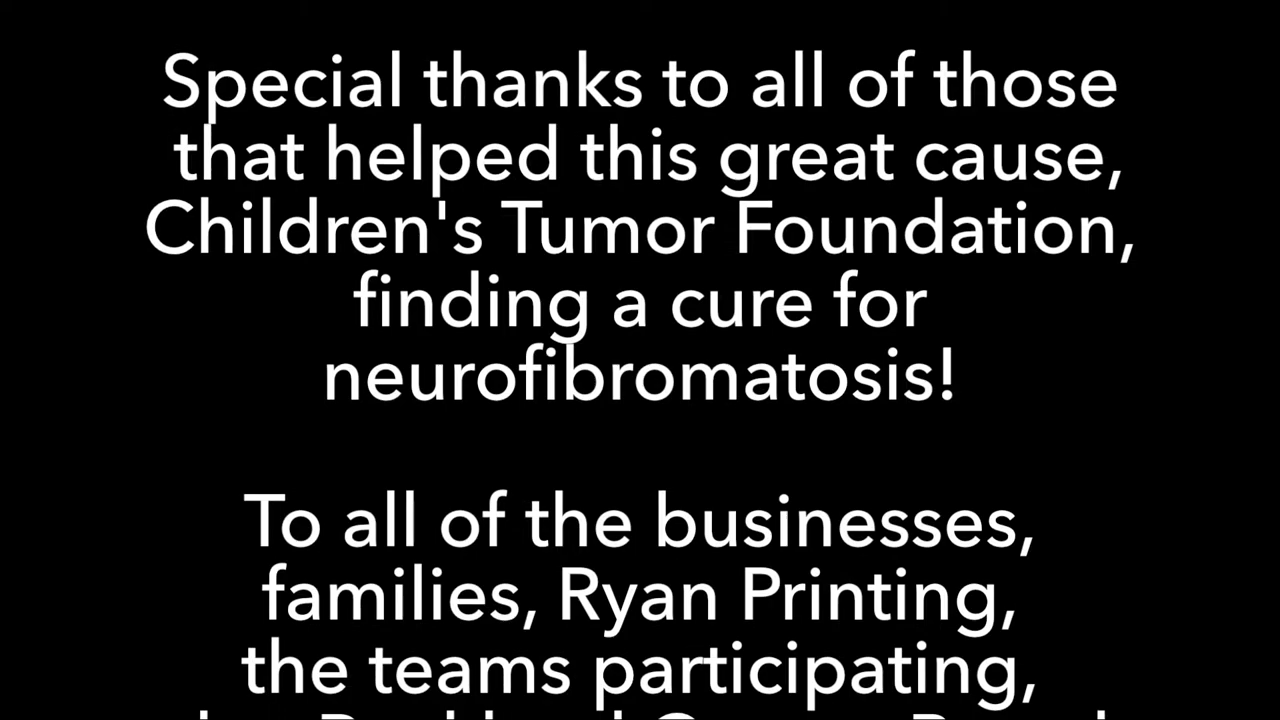 Special thanks to all of those
that helped this great cause,
Children's Tumor Foundation,
finding a cure for
neurofibromatosis!
To all of the businesses,
families, Ryan Printing,
the teams participating,